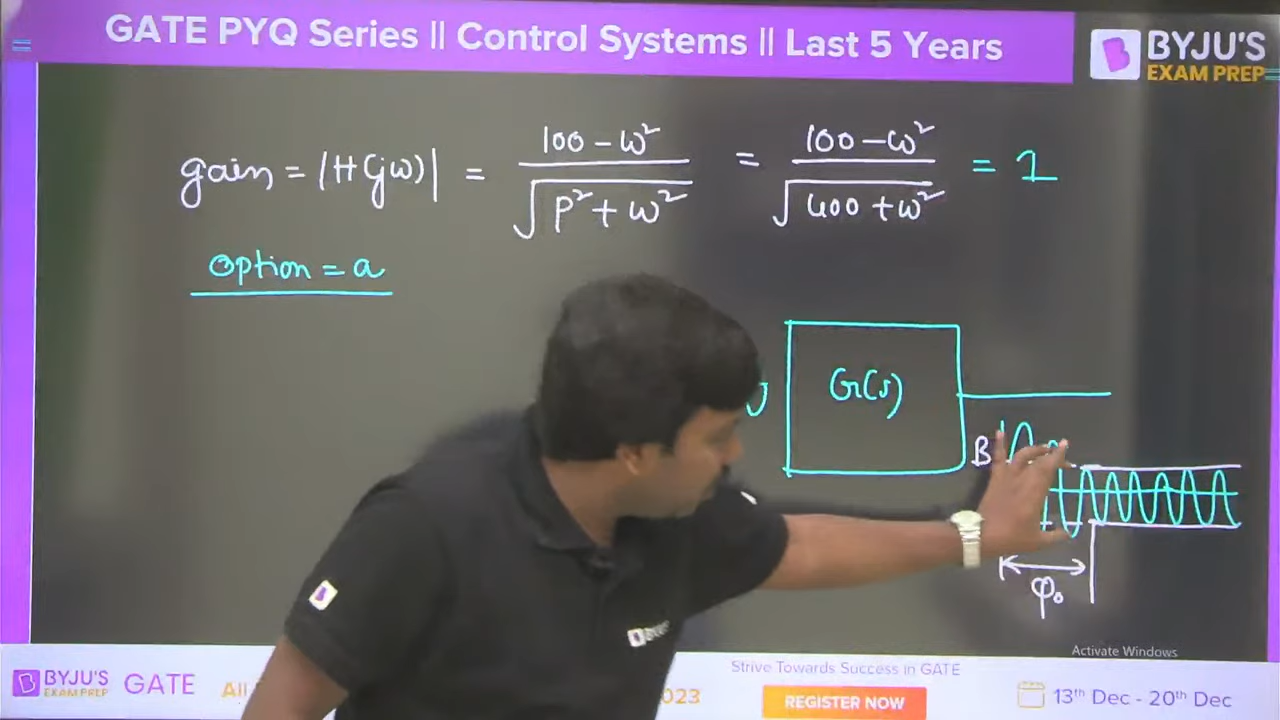 GATE PYQ Series || Control Systems || Last 5 Years
BYJU'S
EXAM PREP
gain = |H(jω)| = 100 - ω² / √P² + ω² = 100 - ω² / √400 + ω² = 1
Option = a
G(s)
B
φ₀
Activate Windows
BYJU'S
EXAM PREP
GATE
All
2023
Strive Towards Success in GATE
REGISTER NOW
13th Dec - 20th Dec